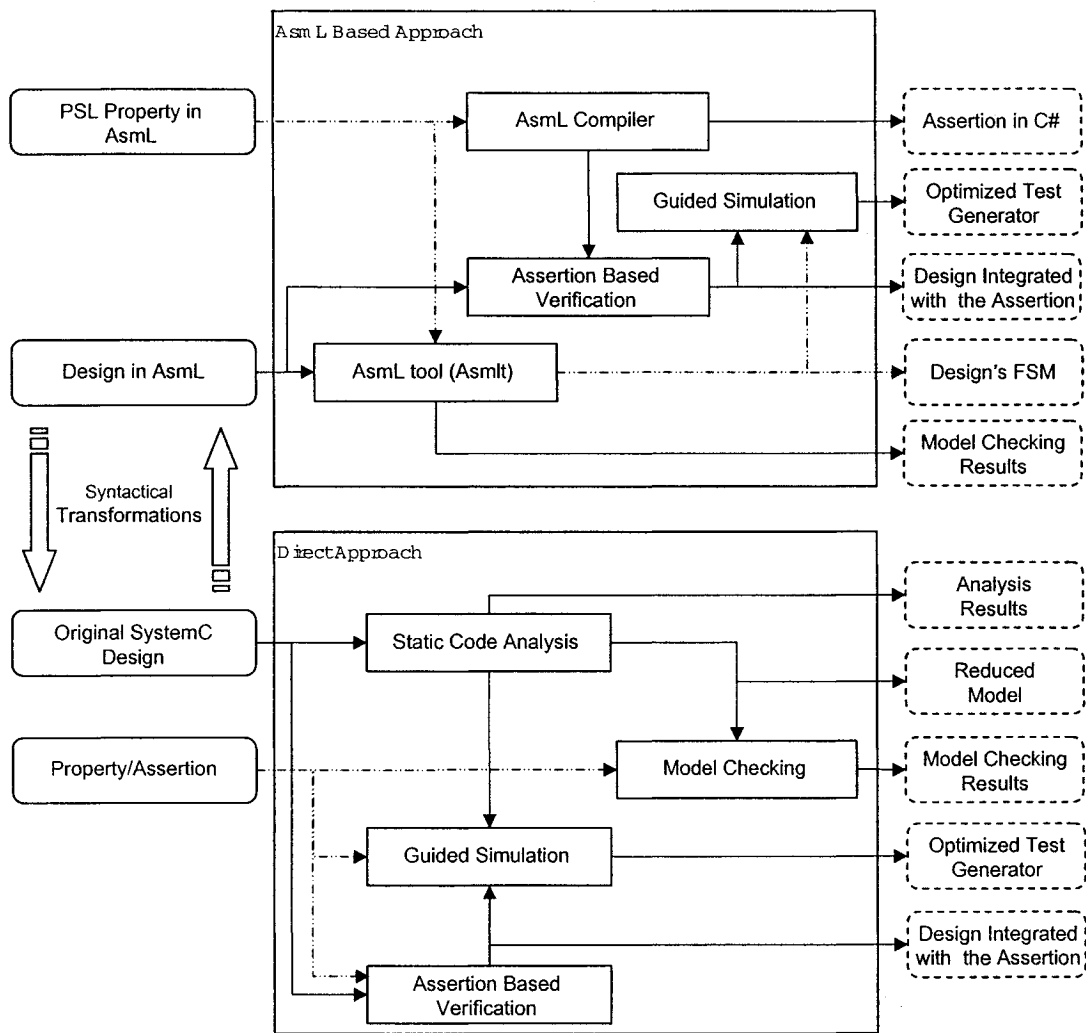 AsmL Based Approach
PSL Property in
AsmL
AsmL Compiler
Assertion in C#
Guided Simulation
Optimized Test
Generator
Assertion Based
Verification
Design Integrated
with the Assertion
Design in AsmL
AsmL tool (Asmlt)
Design's FSM
Model Checking
Results
Syntactical
Transformations
Direct Approach
Analysis
Results
Original SystemC
Design
Static Code Analysis
Reduced
Model
Property/Assertion
Model Checking
Model Checking
Results
Guided Simulation
Optimized Test
Generator
Design Integrated
with the Assertion
Assertion Based
Verification